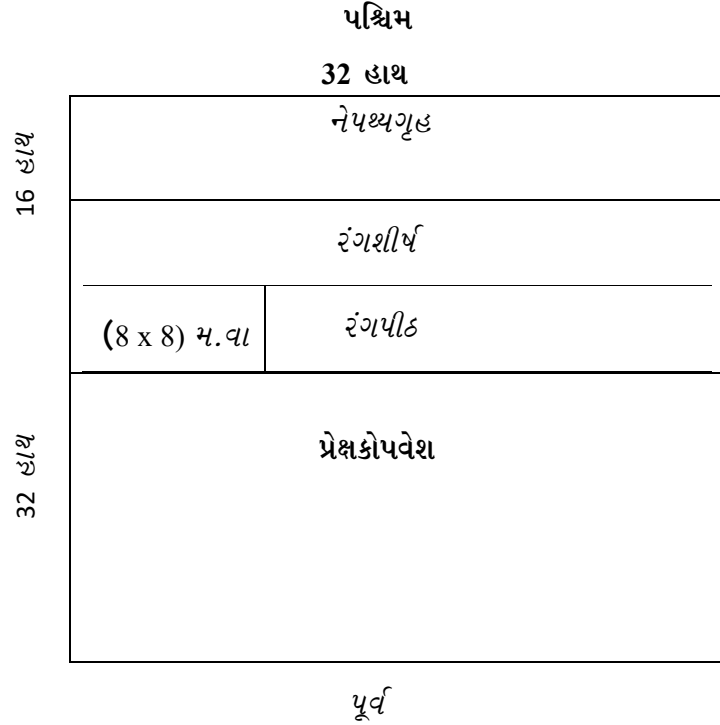 પશ્ચિમ
32 હાથ
નેપથ્યગૃહ
16 હાથ
રંગશીર્ષ
(8 x 8) મ.વા
રંગપીઠ
પ્રેક્ષકોપવેશ
32 હાથ
પૂર્વ